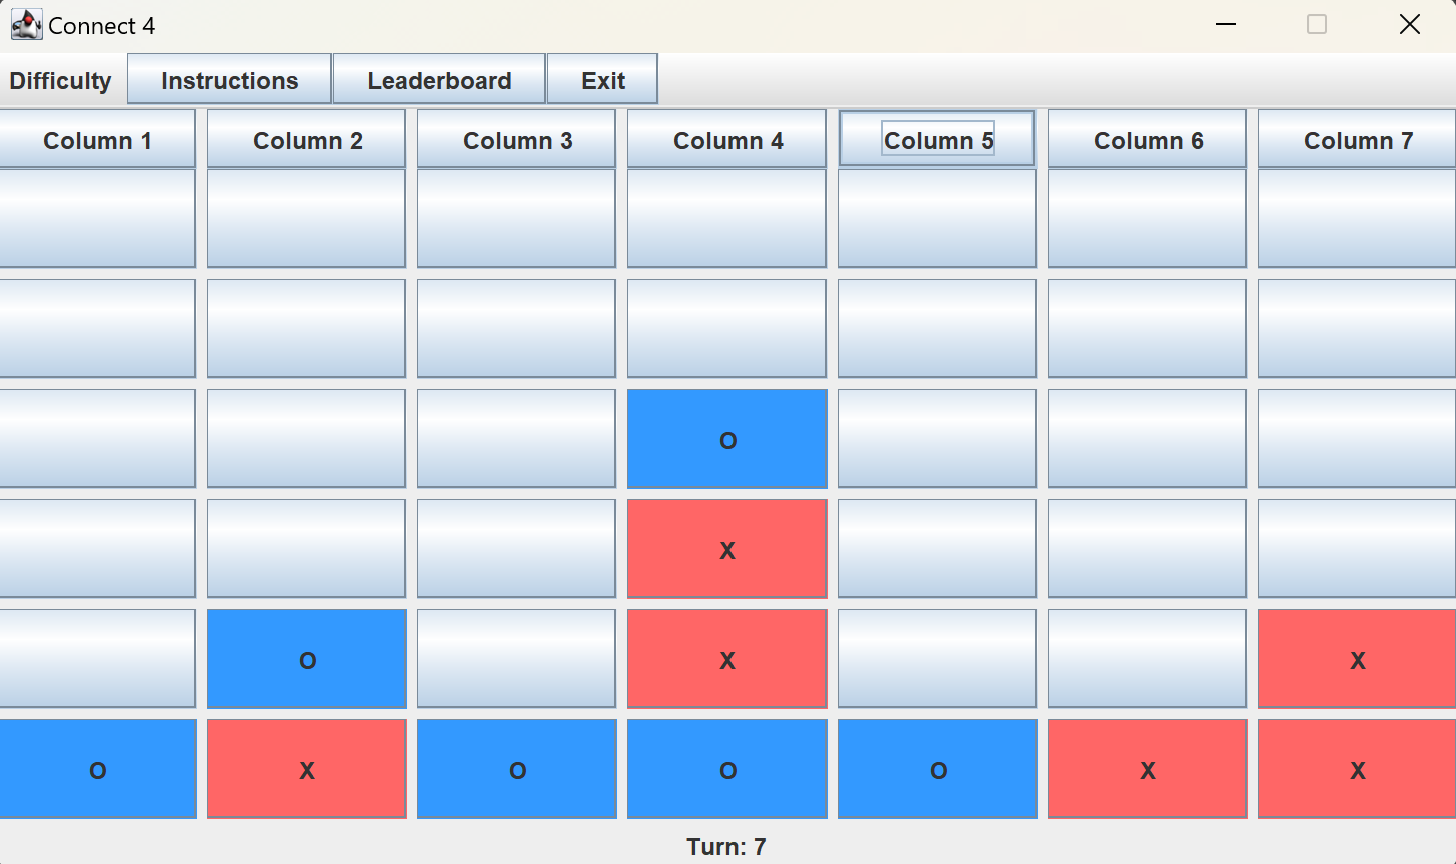 Connect 4
Difficulty Instructions Leaderboard Exit
Column 1 Column 2 Column 3 Column 4 Column 5 Column 6 Column 7
O
X
O X X
O X O O O X X
Turn: 7